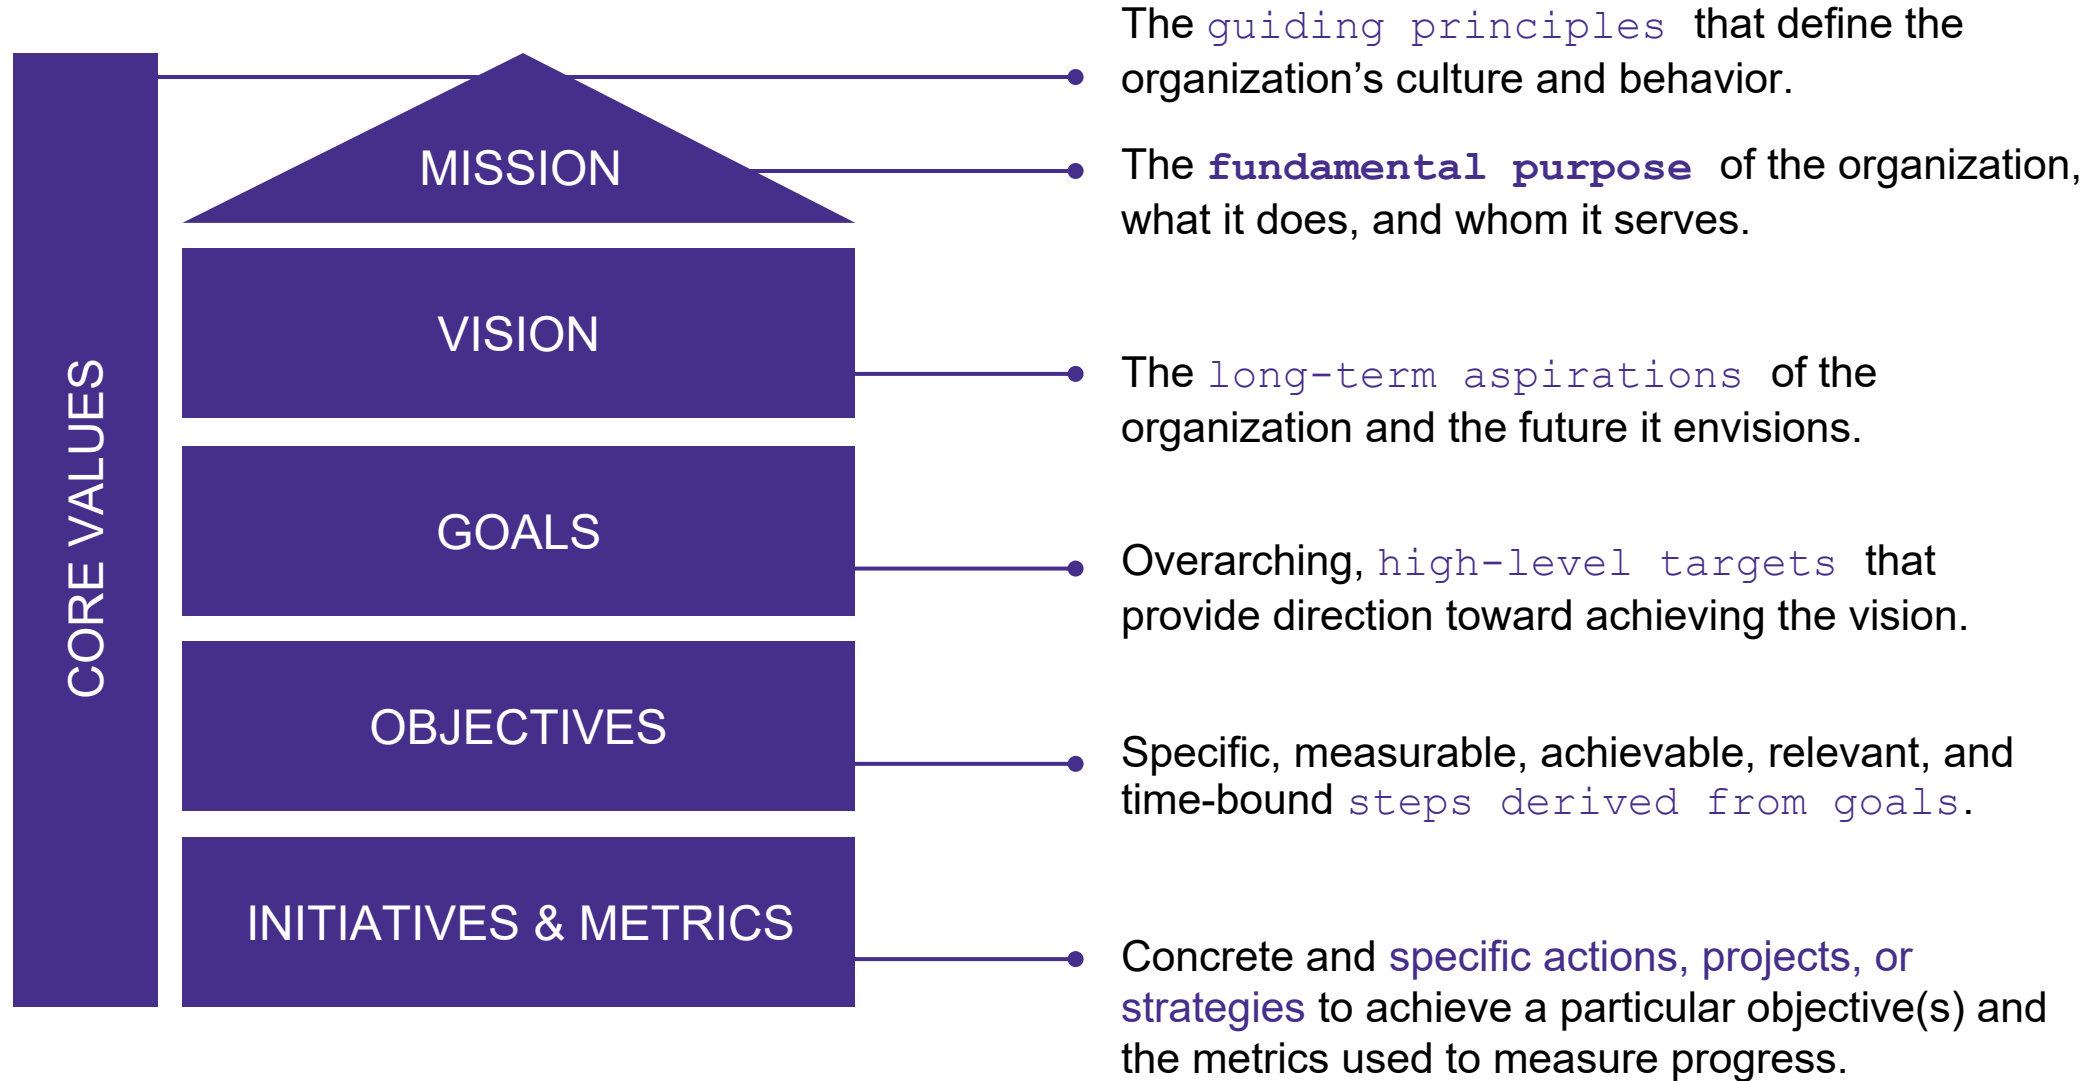 The guiding principles that define the
organization’s culture and behavior.
MISSION
The fundamental purpose of the organization,
what it does, and whom it serves.
VISION
The long-term aspirations of the
organization and the future it envisions.
CORE VALUES
GOALS
Overarching, high-level targets that
provide direction toward achieving the vision.
OBJECTIVES
Specific, measurable, achievable, relevant, and
time-bound steps derived from goals.
INITIATIVES & METRICS
Concrete and specific actions, projects, or
strategies to achieve a particular objective(s) and
the metrics used to measure progress.